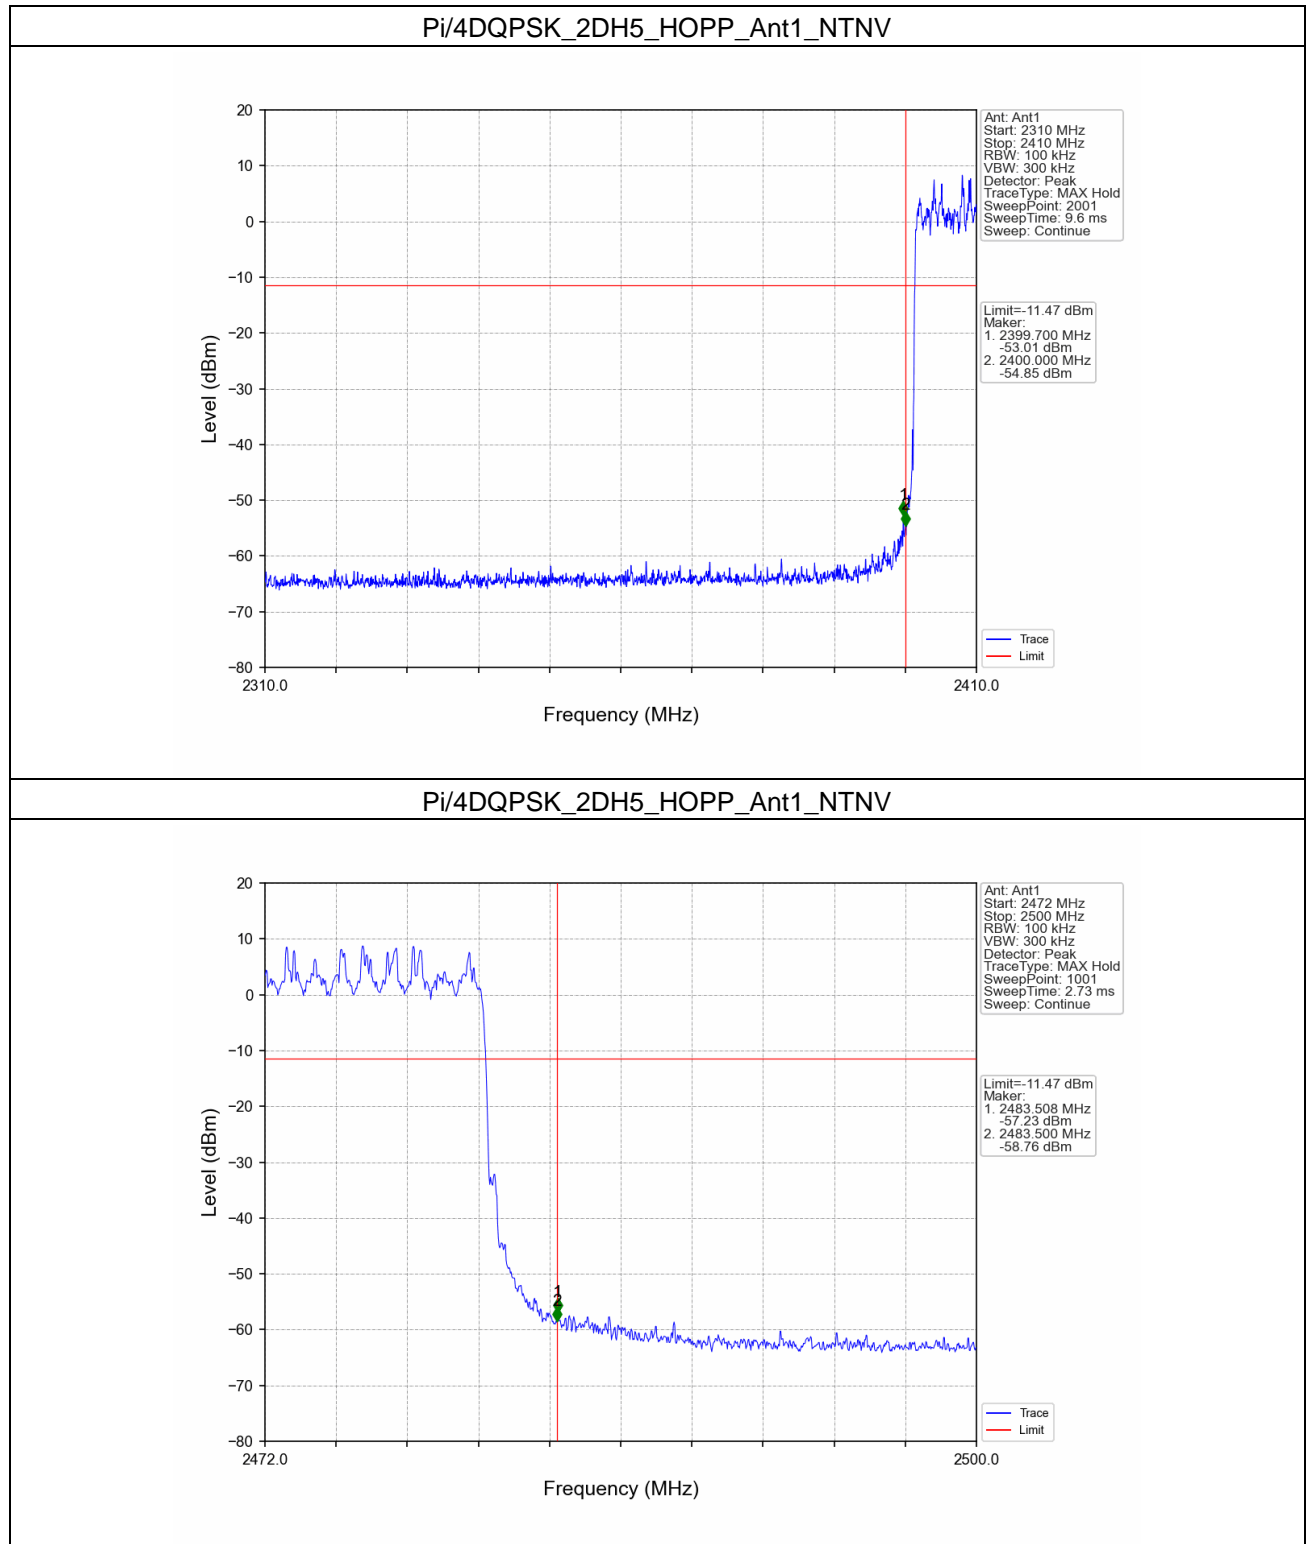 Pi/4DQPSK_2DH5_HOPP_Ant1_NTNV
20
10
0
−10
−20
−30
−40
−50
−60
−70
−80
Level (dBm)
2310.0
2410.0
Frequency (MHz)
Ant: Ant1
Start: 2310 MHz
Stop: 2410 MHz
RBW: 100 kHz
VBW: 300 kHz
Detector: Peak
TraceType: MAX Hold
SweepPoint: 2001
SweepTime: 9.6 ms
Sweep: Continue
Limit=-11.47 dBm
Maker:
1. 2399.700 MHz
-53.01 dBm
2. 2400.000 MHz
-54.85 dBm
1
2
Trace
Limit
Pi/4DQPSK_2DH5_HOPP_Ant1_NTNV
20
10
0
−10
−20
−30
−40
−50
−60
−70
−80
Level (dBm)
2472.0
2500.0
Frequency (MHz)
Ant: Ant1
Start: 2472 MHz
Stop: 2500 MHz
RBW: 100 kHz
VBW: 300 kHz
Detector: Peak
TraceType: MAX Hold
SweepPoint: 1001
SweepTime: 2.73 ms
Sweep: Continue
Limit=-11.47 dBm
Maker:
1. 2483.508 MHz
-57.23 dBm
2. 2483.500 MHz
-58.76 dBm
1
2
Trace
Limit